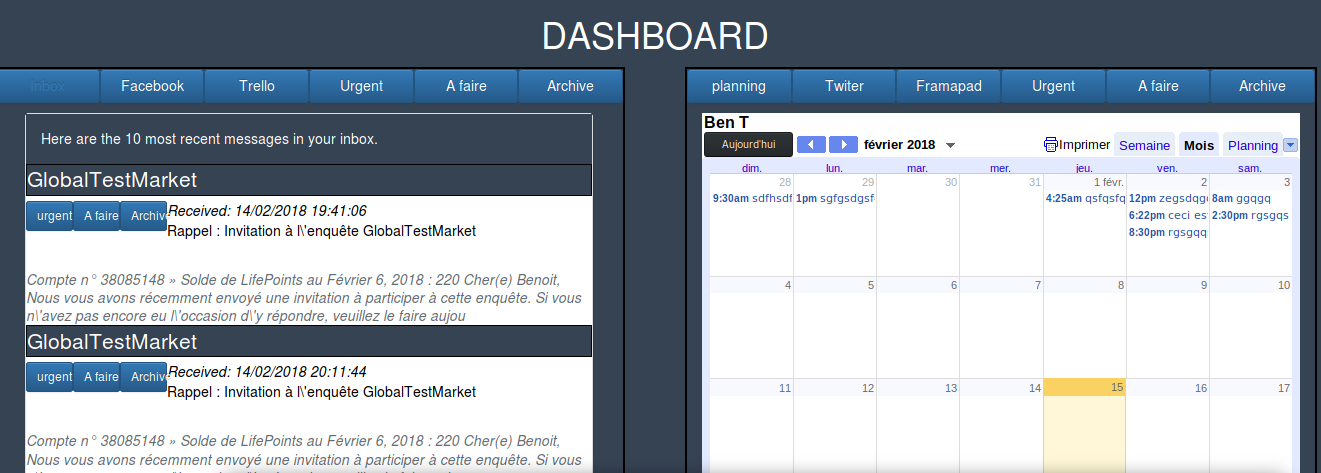 DASHBOARD
Inbox Facebook Trello Urgent A faire Archive
Here are the 10 most recent messages in your inbox.
GlobalTestMarket
urgent A faire Archive Received: 14/02/2018 19:41:06
Rappel : Invitation à l\'enquête GlobalTestMarket
Compte n° 38085148 » Solde de LifePoints au Février 6, 2018 : 220 Cher(e) Benoit,
Nous vous avons récemment envoyé une invitation à participer à cette enquête. Si vous
n\'avez pas encore eu l\'occasion d\'y répondre, veuillez le faire aujou
GlobalTestMarket
urgent A faire Archive Received: 14/02/2018 20:11:44
Rappel : Invitation à l\'enquête GlobalTestMarket
Compte n° 38085148 » Solde de LifePoints au Février 6, 2018 : 220 Cher(e) Benoit,
Nous vous avons récemment envoyé une invitation à participer à cette enquête. Si vous
planning Twiter Framapad Urgent A faire Archive
Ben T
Aujourd'hui février 2018 Imprimer Semaine Mois Planning
dim. lun. mar. mer. jeu. ven. sam.
28 29 30 31 1 févr. 2 3
9:30am sdfhsdf 1pm sgfgsdgsf 4:25am qsfqsfq 12pm zegsdqg 8am ggqgq
6:22pm ceci es 2:30pm rgsgqs
8:30pm rgsgqq
4 5 6 7 8 9 10
11 12 13 14 15 16 17